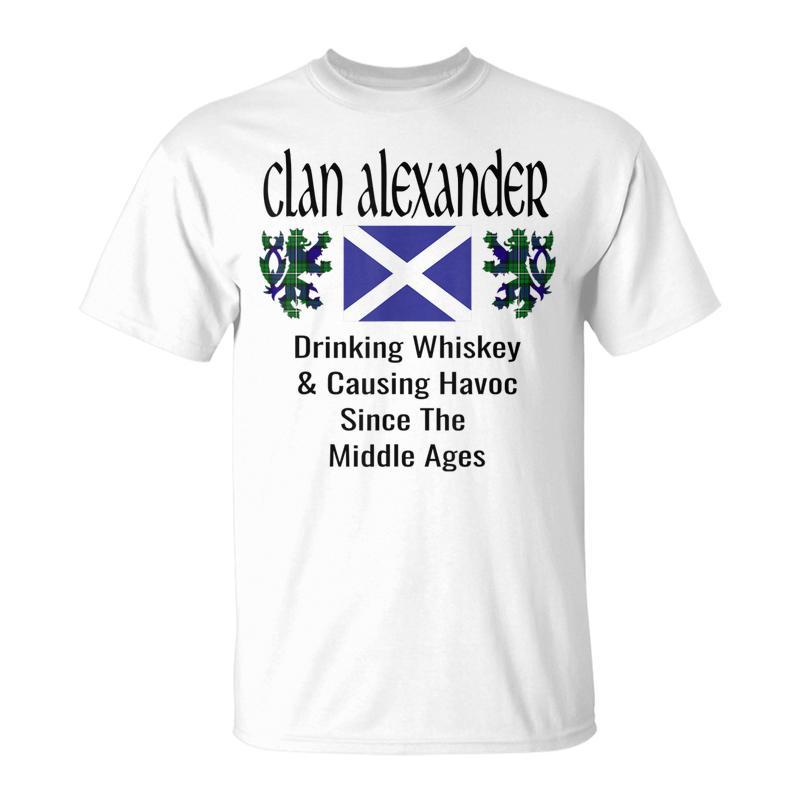 clan alexander
Drinking Whiskey
& Causing Havoc
Since The
Middle Ages